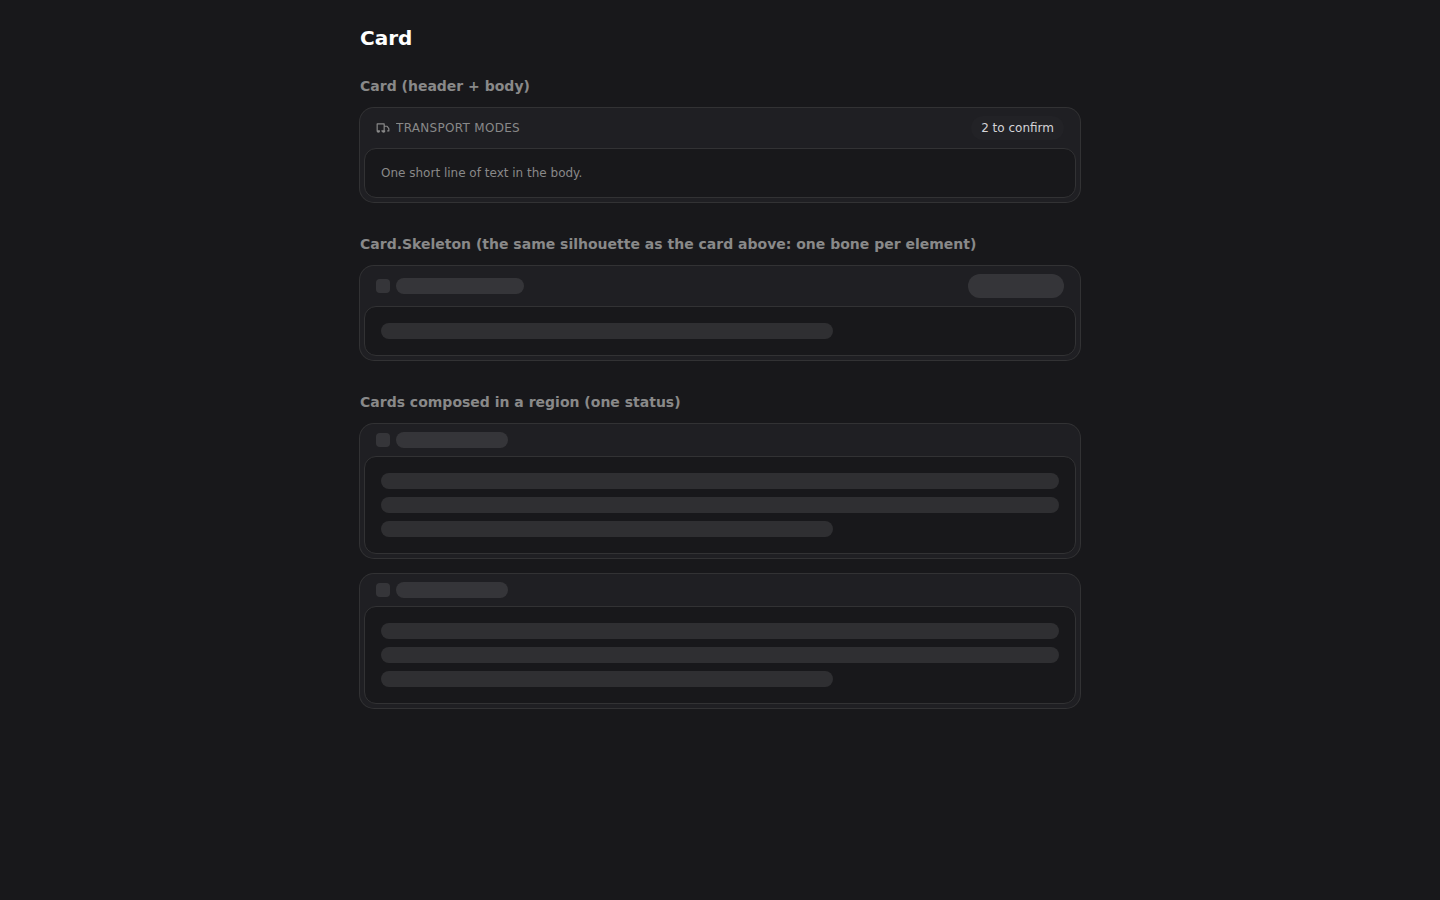 Card
Card (header + body)
TRANSPORT MODES
2 to confirm
One short line of text in the body.
Card.Skeleton (the same silhouette as the card above: one bone per element)
Cards composed in a region (one status)